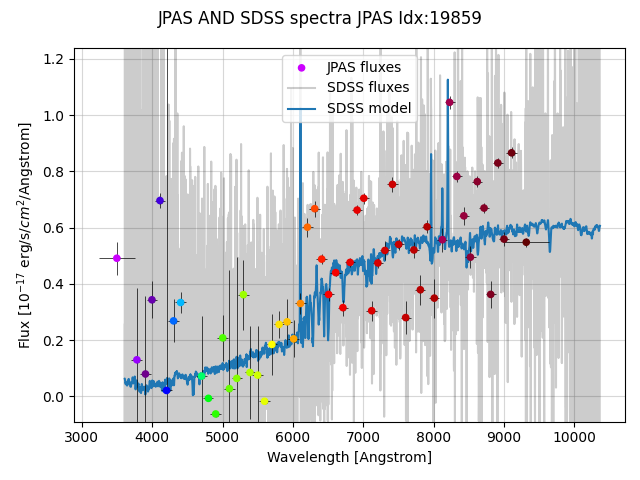 JPAS AND SDSS spectra JPAS Idx:19859
JPAS fluxes
SDSS fluxes
SDSS model
1.2
1.0
0.8
0.6
0.4
0.2
0.0
Flux [10⁻¹⁷ erg/s/cm²/Angstrom]
3000 4000 5000 6000 7000 8000 9000 10000
Wavelength [Angstrom]